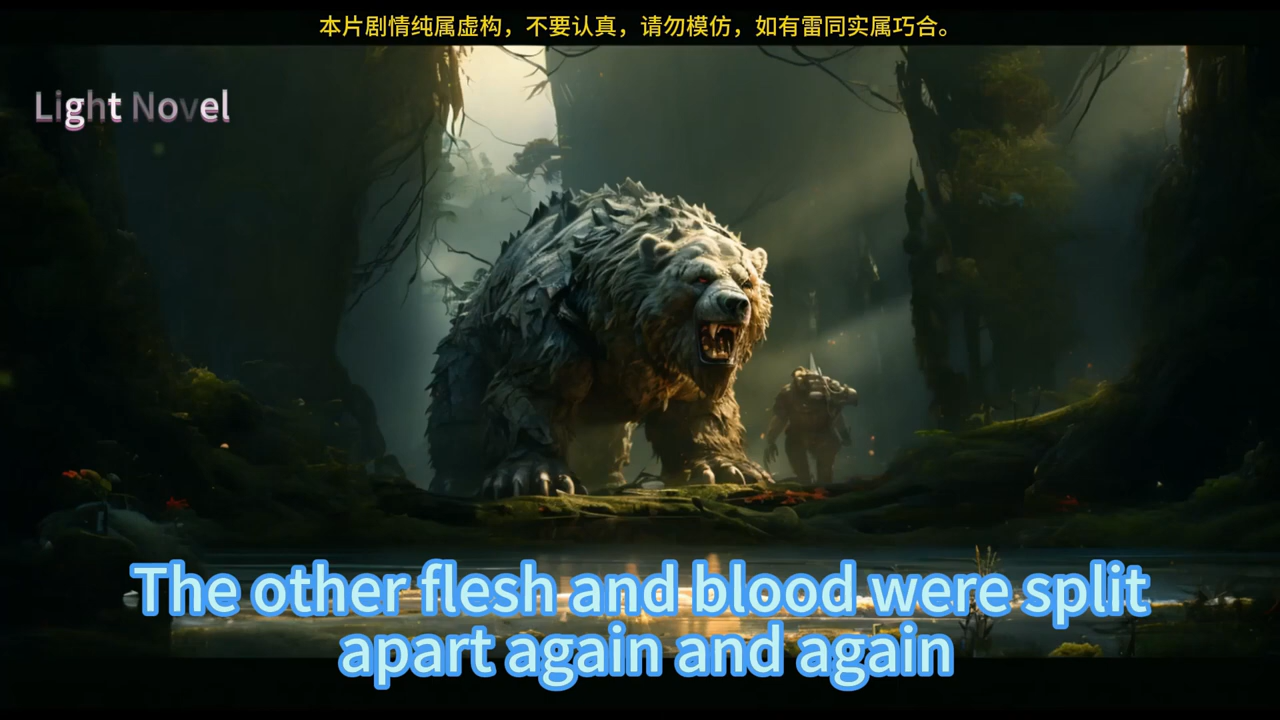 本片剧情纯属虚构，不要认真，请勿模仿，如有雷同实属巧合。
Light Novel
The other flesh and blood were split
apart again and again